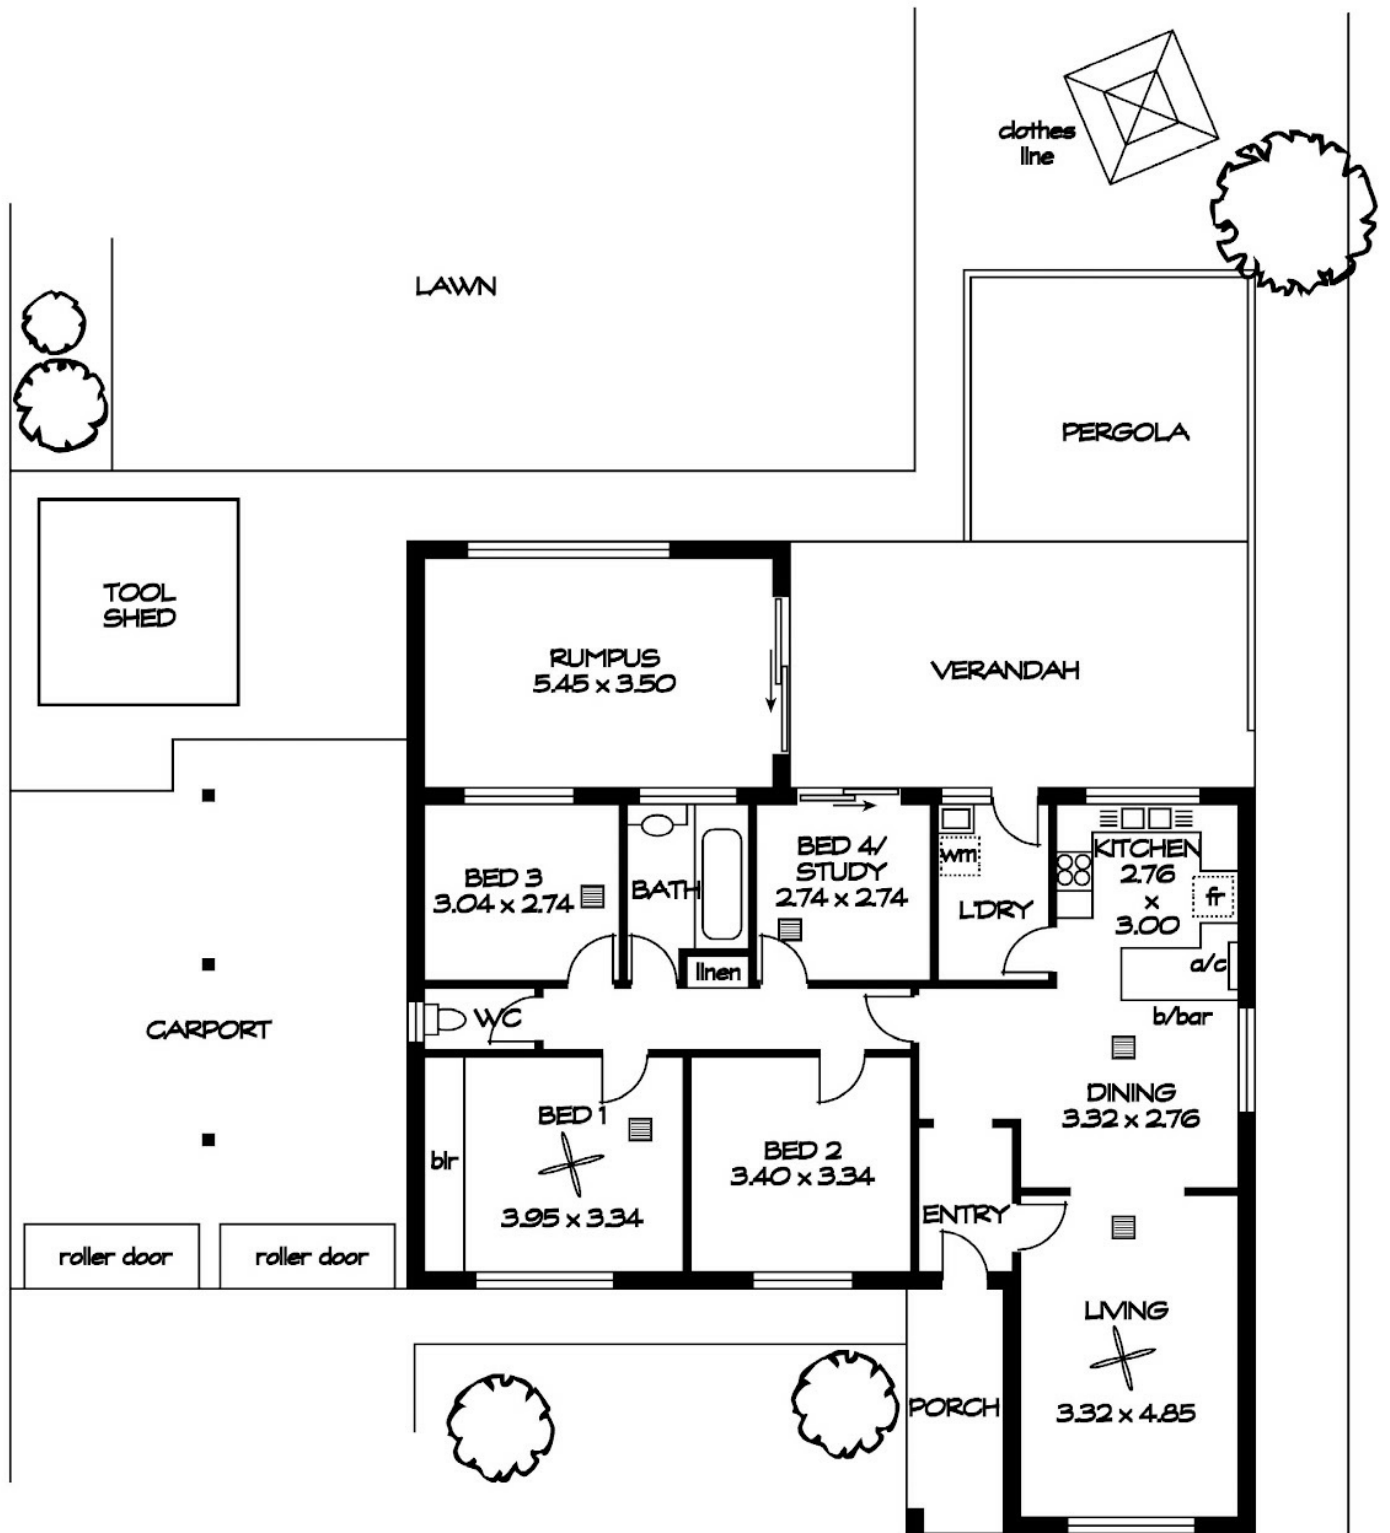 clothes
line
LAWN
PERGOLA
TOOL
SHED
RUMPUS
5.45 x 3.50
VERANDAH
BED 3
3.04 x 2.74
BATH
linen
BED 4/
STUDY
2.74 x 2.74
wm
L'DRY
KITCHEN
2.76
x
3.00
fr
a/c
b/bar
WC
CARPORT
DINING
3.32 x 2.76
BED 1
3.95 x 3.34
bir
BED 2
3.40 x 3.34
ENTRY
roller door
roller door
LIVING
3.32 x 4.85
PORCH